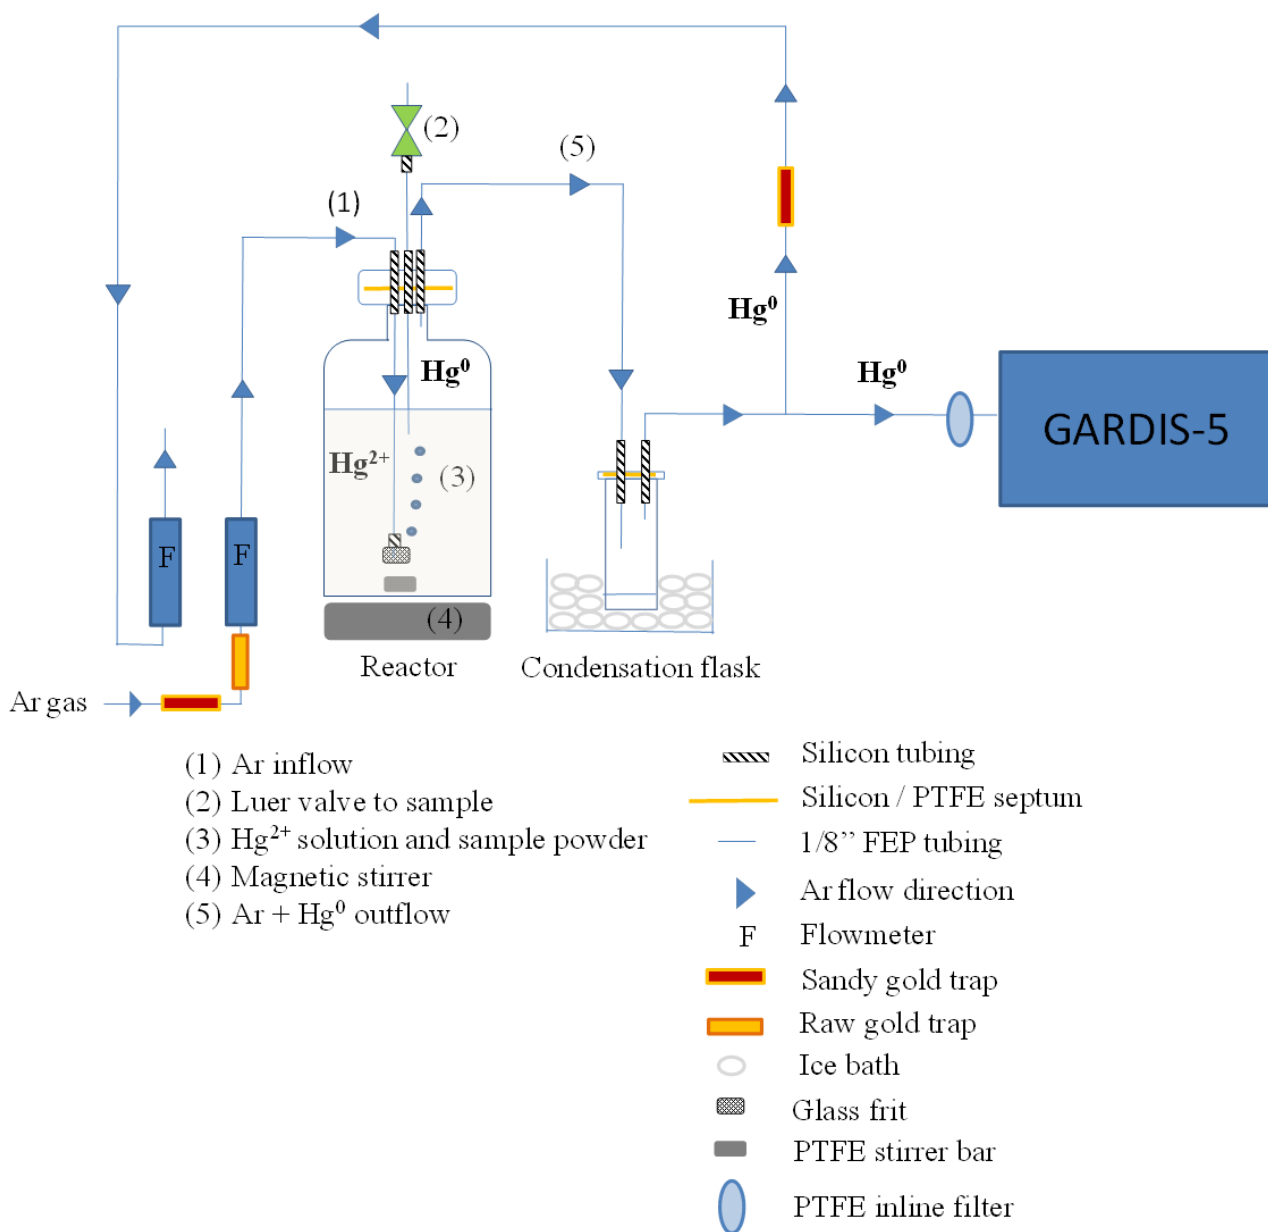 (2)
(5)
(1)
Hg⁰
Hg⁰
Hg⁰
GARDIS-5
Hg²⁺
(3)
F
F
(4)
Reactor
Condensation flask
Ar gas
(1) Ar inflow
(2) Luer valve to sample
(3) Hg²⁺ solution and sample powder
(4) Magnetic stirrer
(5) Ar + Hg⁰ outflow
Silicon tubing
Silicon / PTFE septum
1/8’’ FEP tubing
Ar flow direction
F Flowmeter
Sandy gold trap
Raw gold trap
Ice bath
Glass frit
PTFE stirrer bar
PTFE inline filter